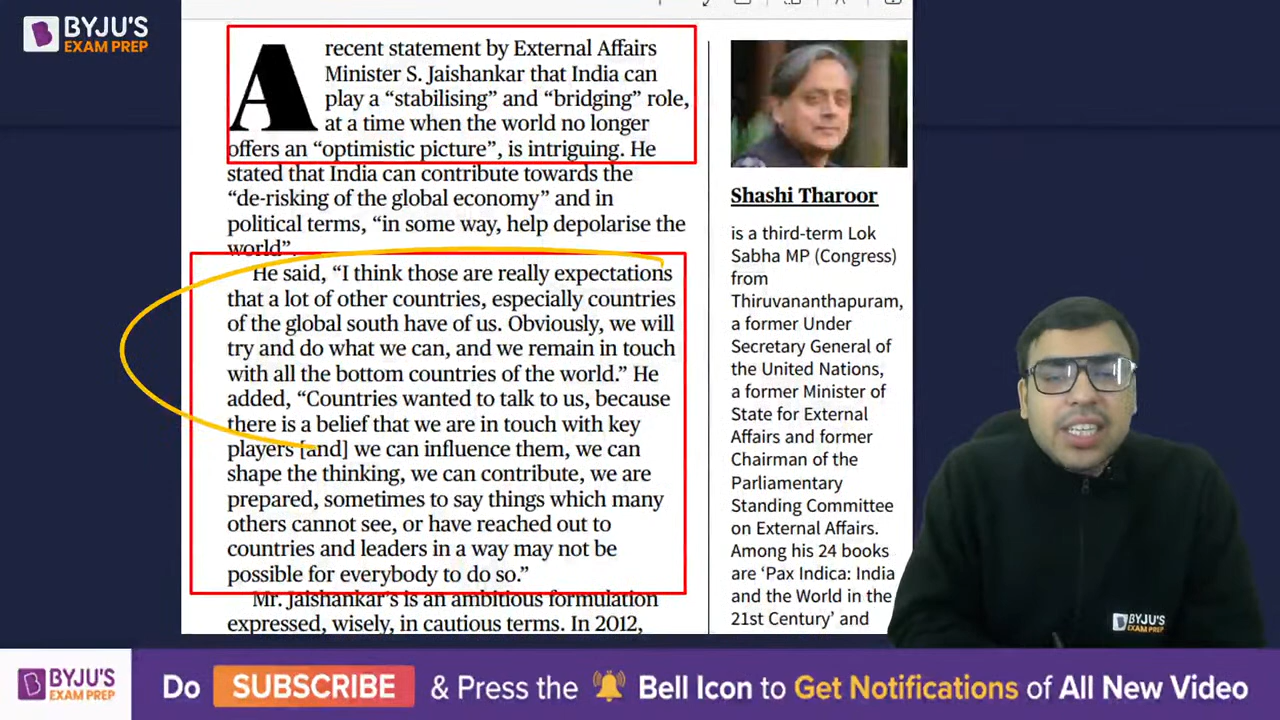 BYJU'S
EXAM PREP
A recent statement by External Affairs
Minister S. Jaishankar that India can
play a “stabilising” and “bridging” role,
at a time when the world no longer
offers an “optimistic picture”, is intriguing. He
stated that India can contribute towards the
“de-risking of the global economy” and in
political terms, “in some way, help depolarise the
world”.
He said, “I think those are really expectations
that a lot of other countries, especially countries
of the global south have of us. Obviously, we will
try and do what we can, and we remain in touch
with all the bottom countries of the world.” He
added, “Countries wanted to talk to us, because
there is a belief that we are in touch with key
players [and] we can influence them, we can
shape the thinking, we can contribute, we are
prepared, sometimes to say things which many
others cannot see, or have reached out to
countries and leaders in a way may not be
possible for everybody to do so.”
Mr. Jaishankar's is an ambitious formulation
expressed, wisely, in cautious terms. In 2012,
Shashi Tharoor
is a third-term Lok
Sabha MP (Congress)
from
Thiruvananthapuram,
a former Under
Secretary General of
the United Nations,
a former Minister of
State for External
Affairs and former
Chairman of the
Parliamentary
Standing Committee
on External Affairs.
Among his 24 books
are ‘Pax Indica: India
and the World in the
21st Century’ and
BYJU'S
EXAM PREP
BYJU'S
EXAM PREP
Do SUBSCRIBE & Press the Bell Icon to Get Notifications of All New Video